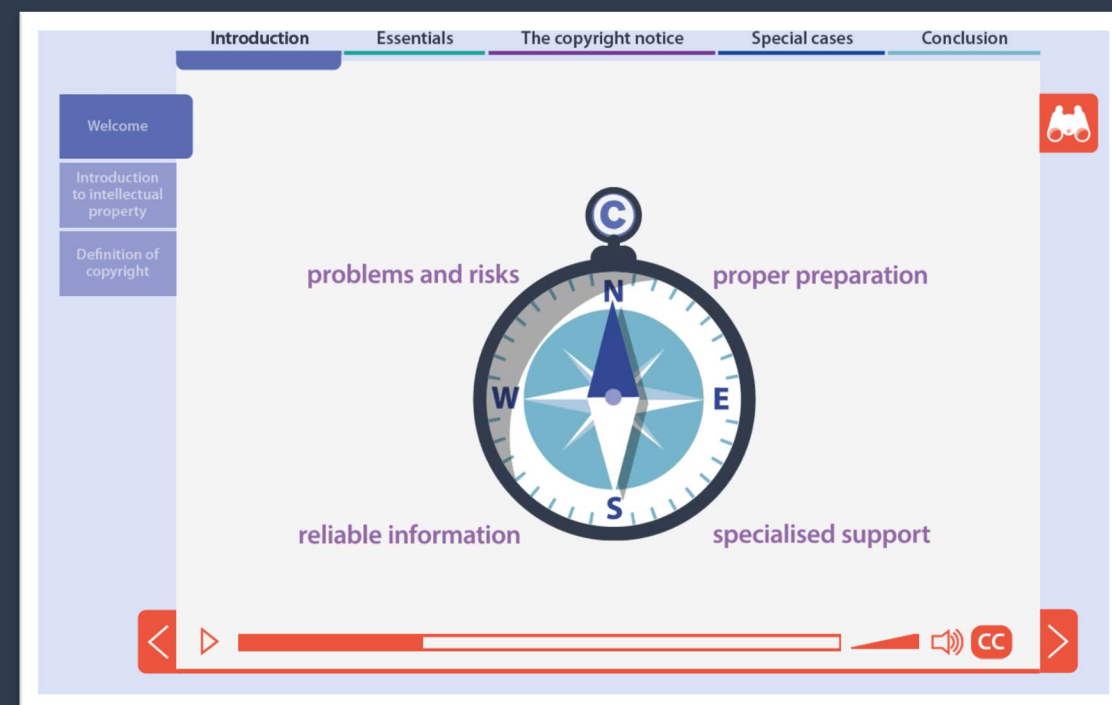 Introduction
Essentials
The copyright notice
Special cases
Conclusion
Welcome
Introduction
to intellectual
property
Definition of
copyright
C
problems and risks
proper preparation
N
W
E
S
reliable information
specialised support
CC